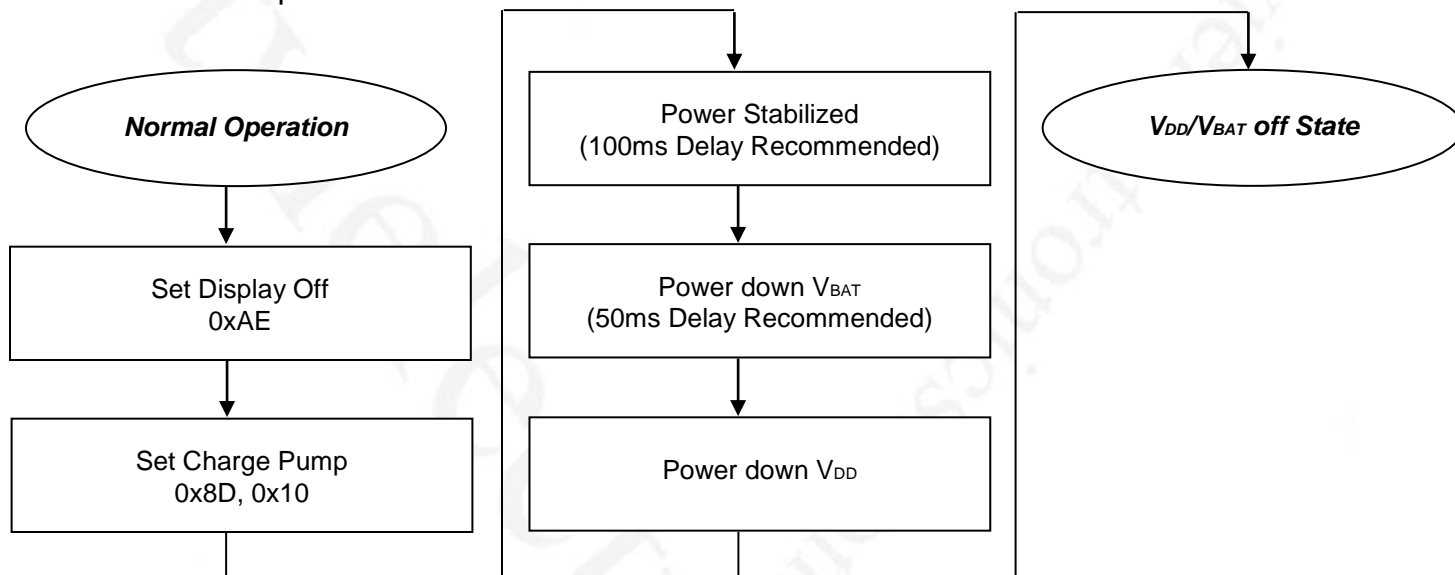 Normal Operation
Set Display Off
0xAE
Set Charge Pump
0x8D, 0x10
Power Stabilized
(100ms Delay Recommended)
Power down VBAT
(50ms Delay Recommended)
Power down VDD
VDD/VBAT off State